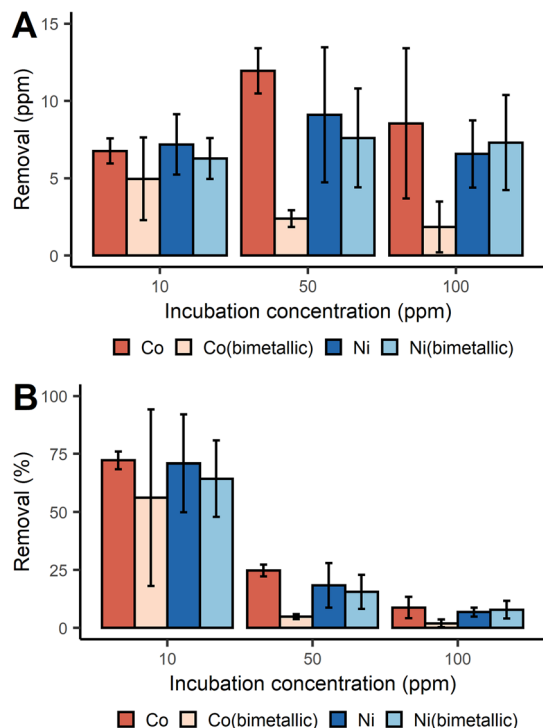 A
15
10
5
0
Removal (ppm)
10 50 100
Incubation concentration (ppm)
Co Co(bimetallic) Ni Ni(bimetallic)
B
100
75
50
25
0
Removal (%)
10 50 100
Incubation concentration (ppm)
Co Co(bimetallic) Ni Ni(bimetallic)